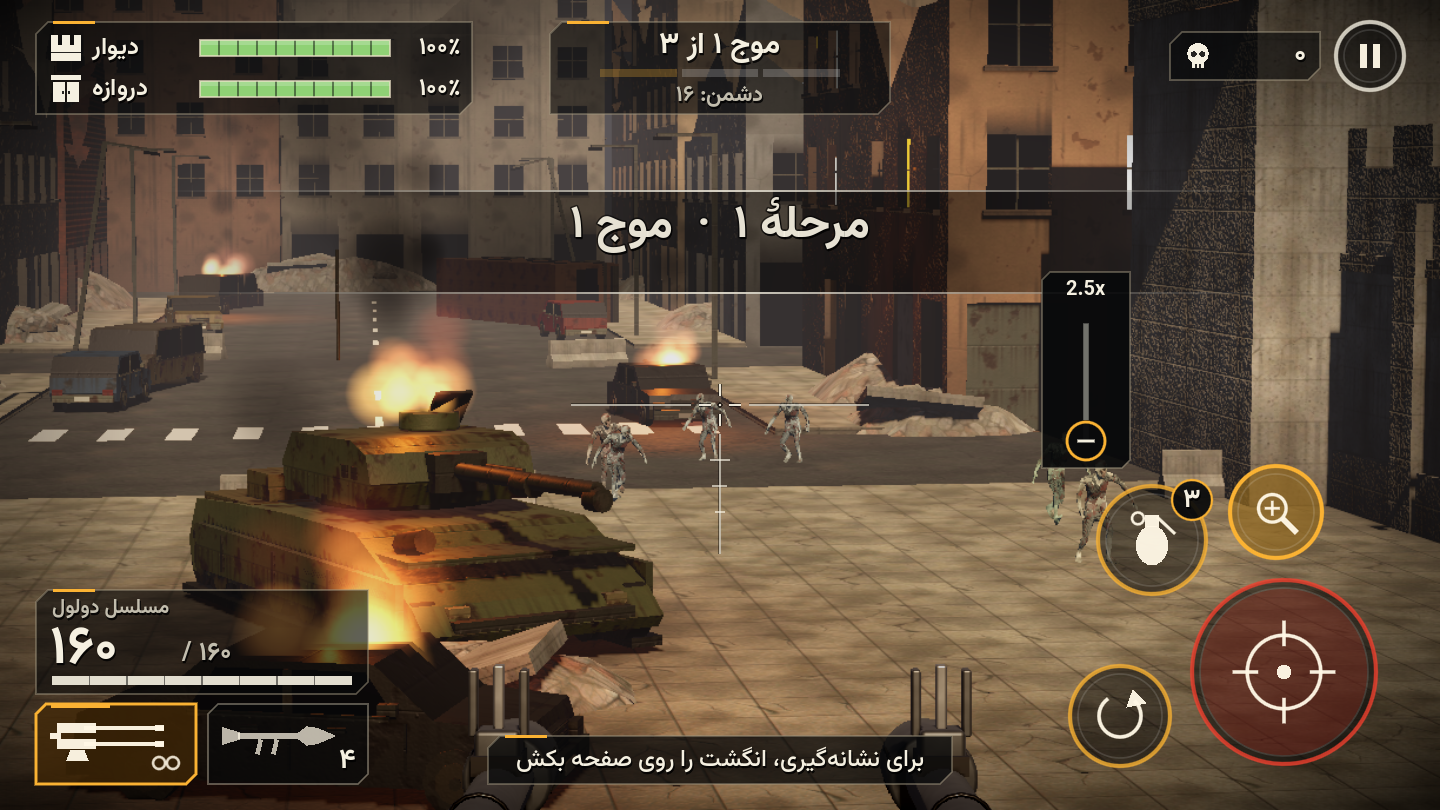 دیوار ۱۰۰٪
دروازه ۱۰۰٪
موج ۱ از ۳
دشمن: ۱۶
۰
مرحلهٔ ۱ · موج ۱
2.5x
۳
مسلسل دولول
۱۶۰ / ۱۶۰
∞
۴
برای نشانه‌گیری، انگشت را روی صفحه بکش